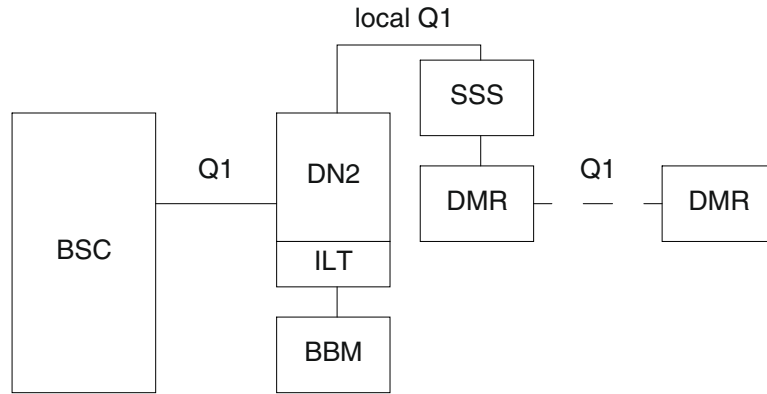 local Q1
SSS
Q1
DN2
Q1
DMR
DMR
BSC
ILT
BBM